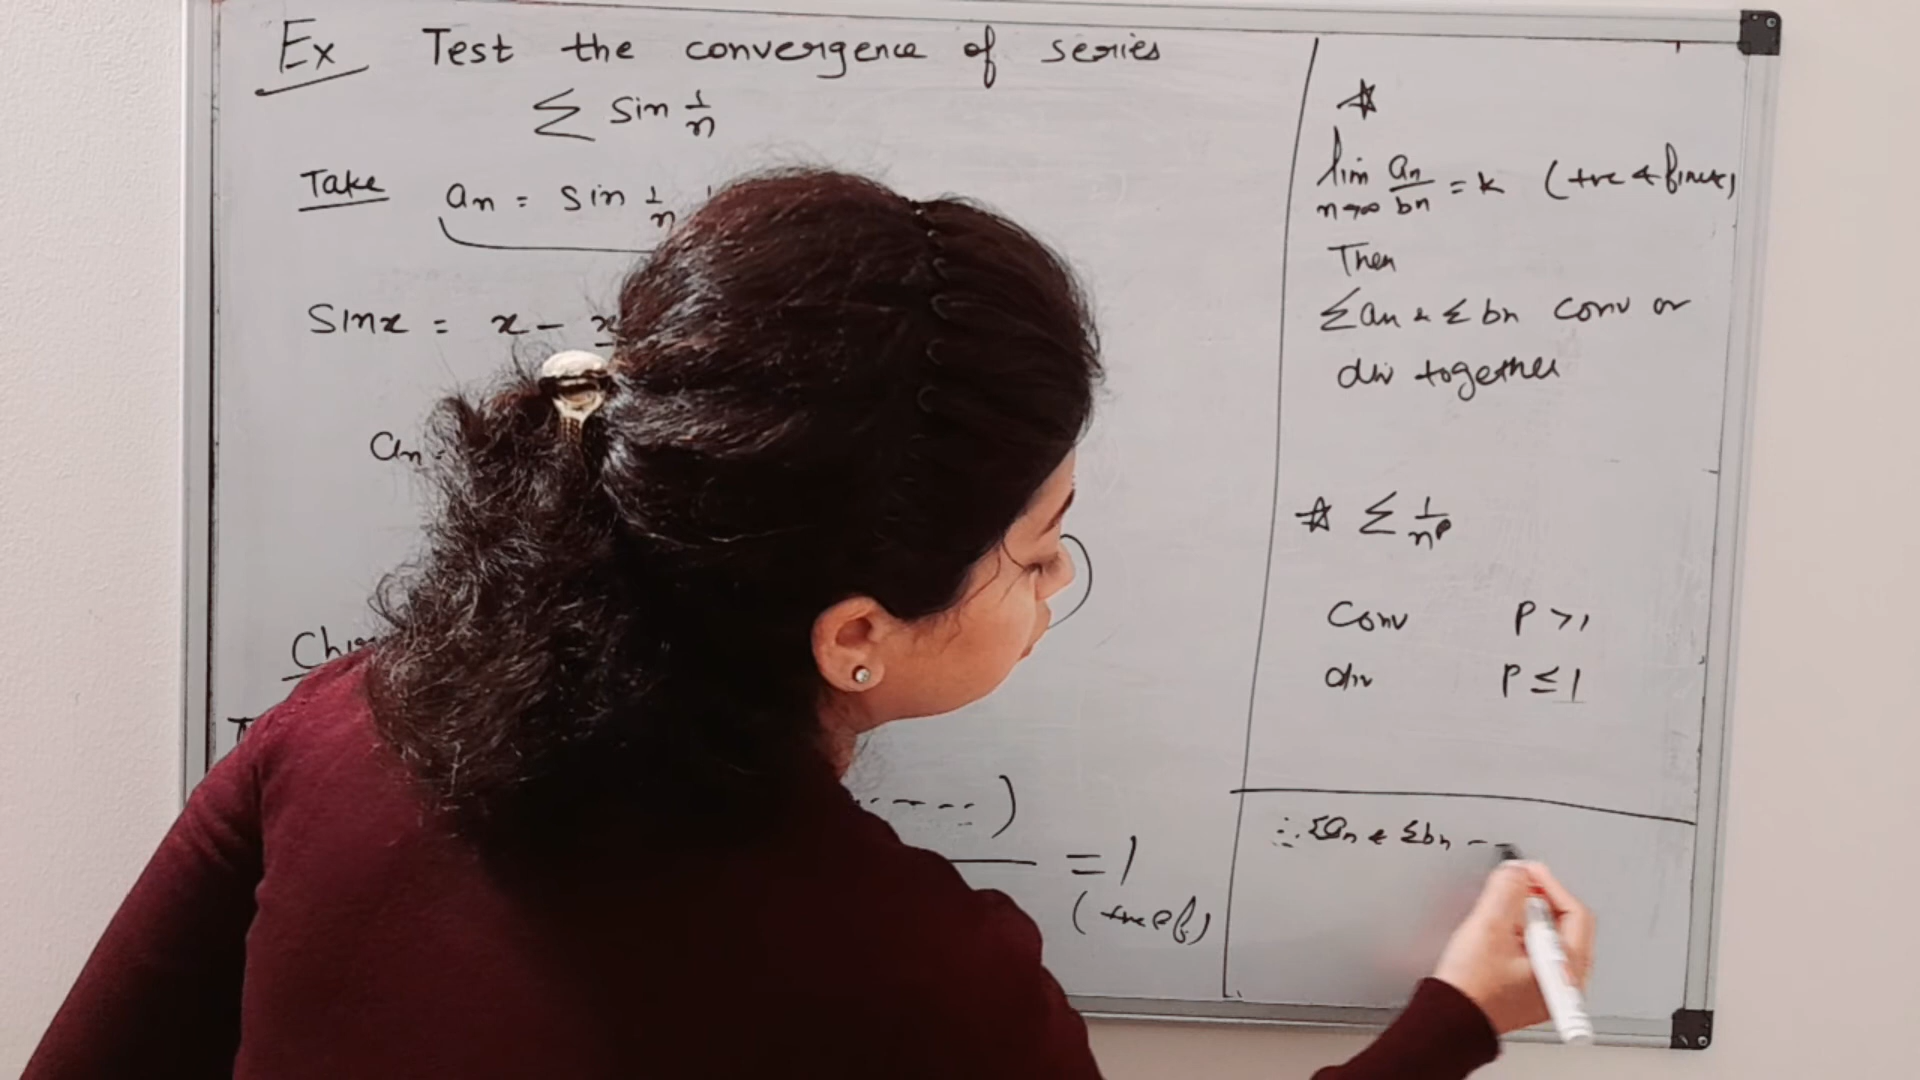 Ex Test the convergence of series
∑ Sin 1/n
Take an = Sin 1/n
Sinx = x -
an
= 1
(+ve & f)
☆
lim n→∞ an/bn = k (+ve & finite)
Then
∑an & ∑bn conv or
div together
☆ ∑ 1/n^p
Conv P > 1
div P ≤ 1
∴ ∑an & ∑bn --